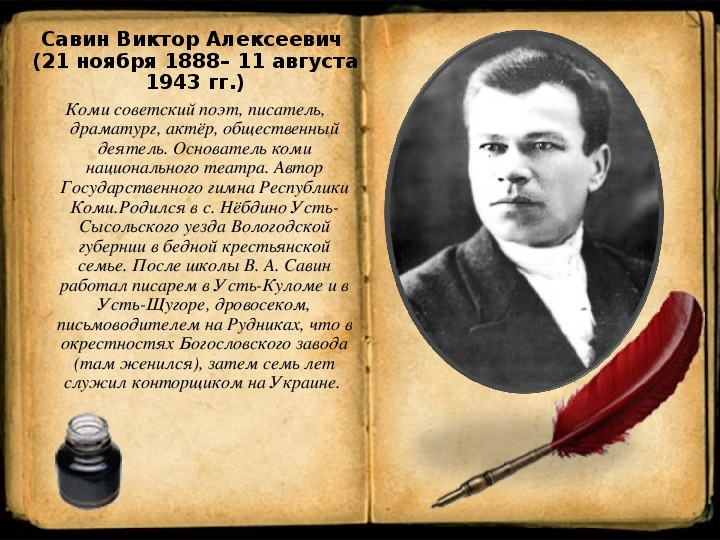 Савин Виктор Алексеевич
(21 ноября 1888– 11 августа
1943 гг.)
Коми советский поэт, писатель,
драматург, актёр, общественный
деятель. Основатель коми
национального театра. Автор
Государственного гимна Республики
Коми.Родился в с. Нёбдино Усть-
Сысольского уезда Вологодской
губернии в бедной крестьянской
семье. После школы В. А. Савин
работал писарем в Усть-Куломе и в
Усть-Щугоре, дровосеком,
письмоводителем на Рудниках, что в
окрестностях Богословского завода
(там женился), затем семь лет
служил конторщиком на Украине.